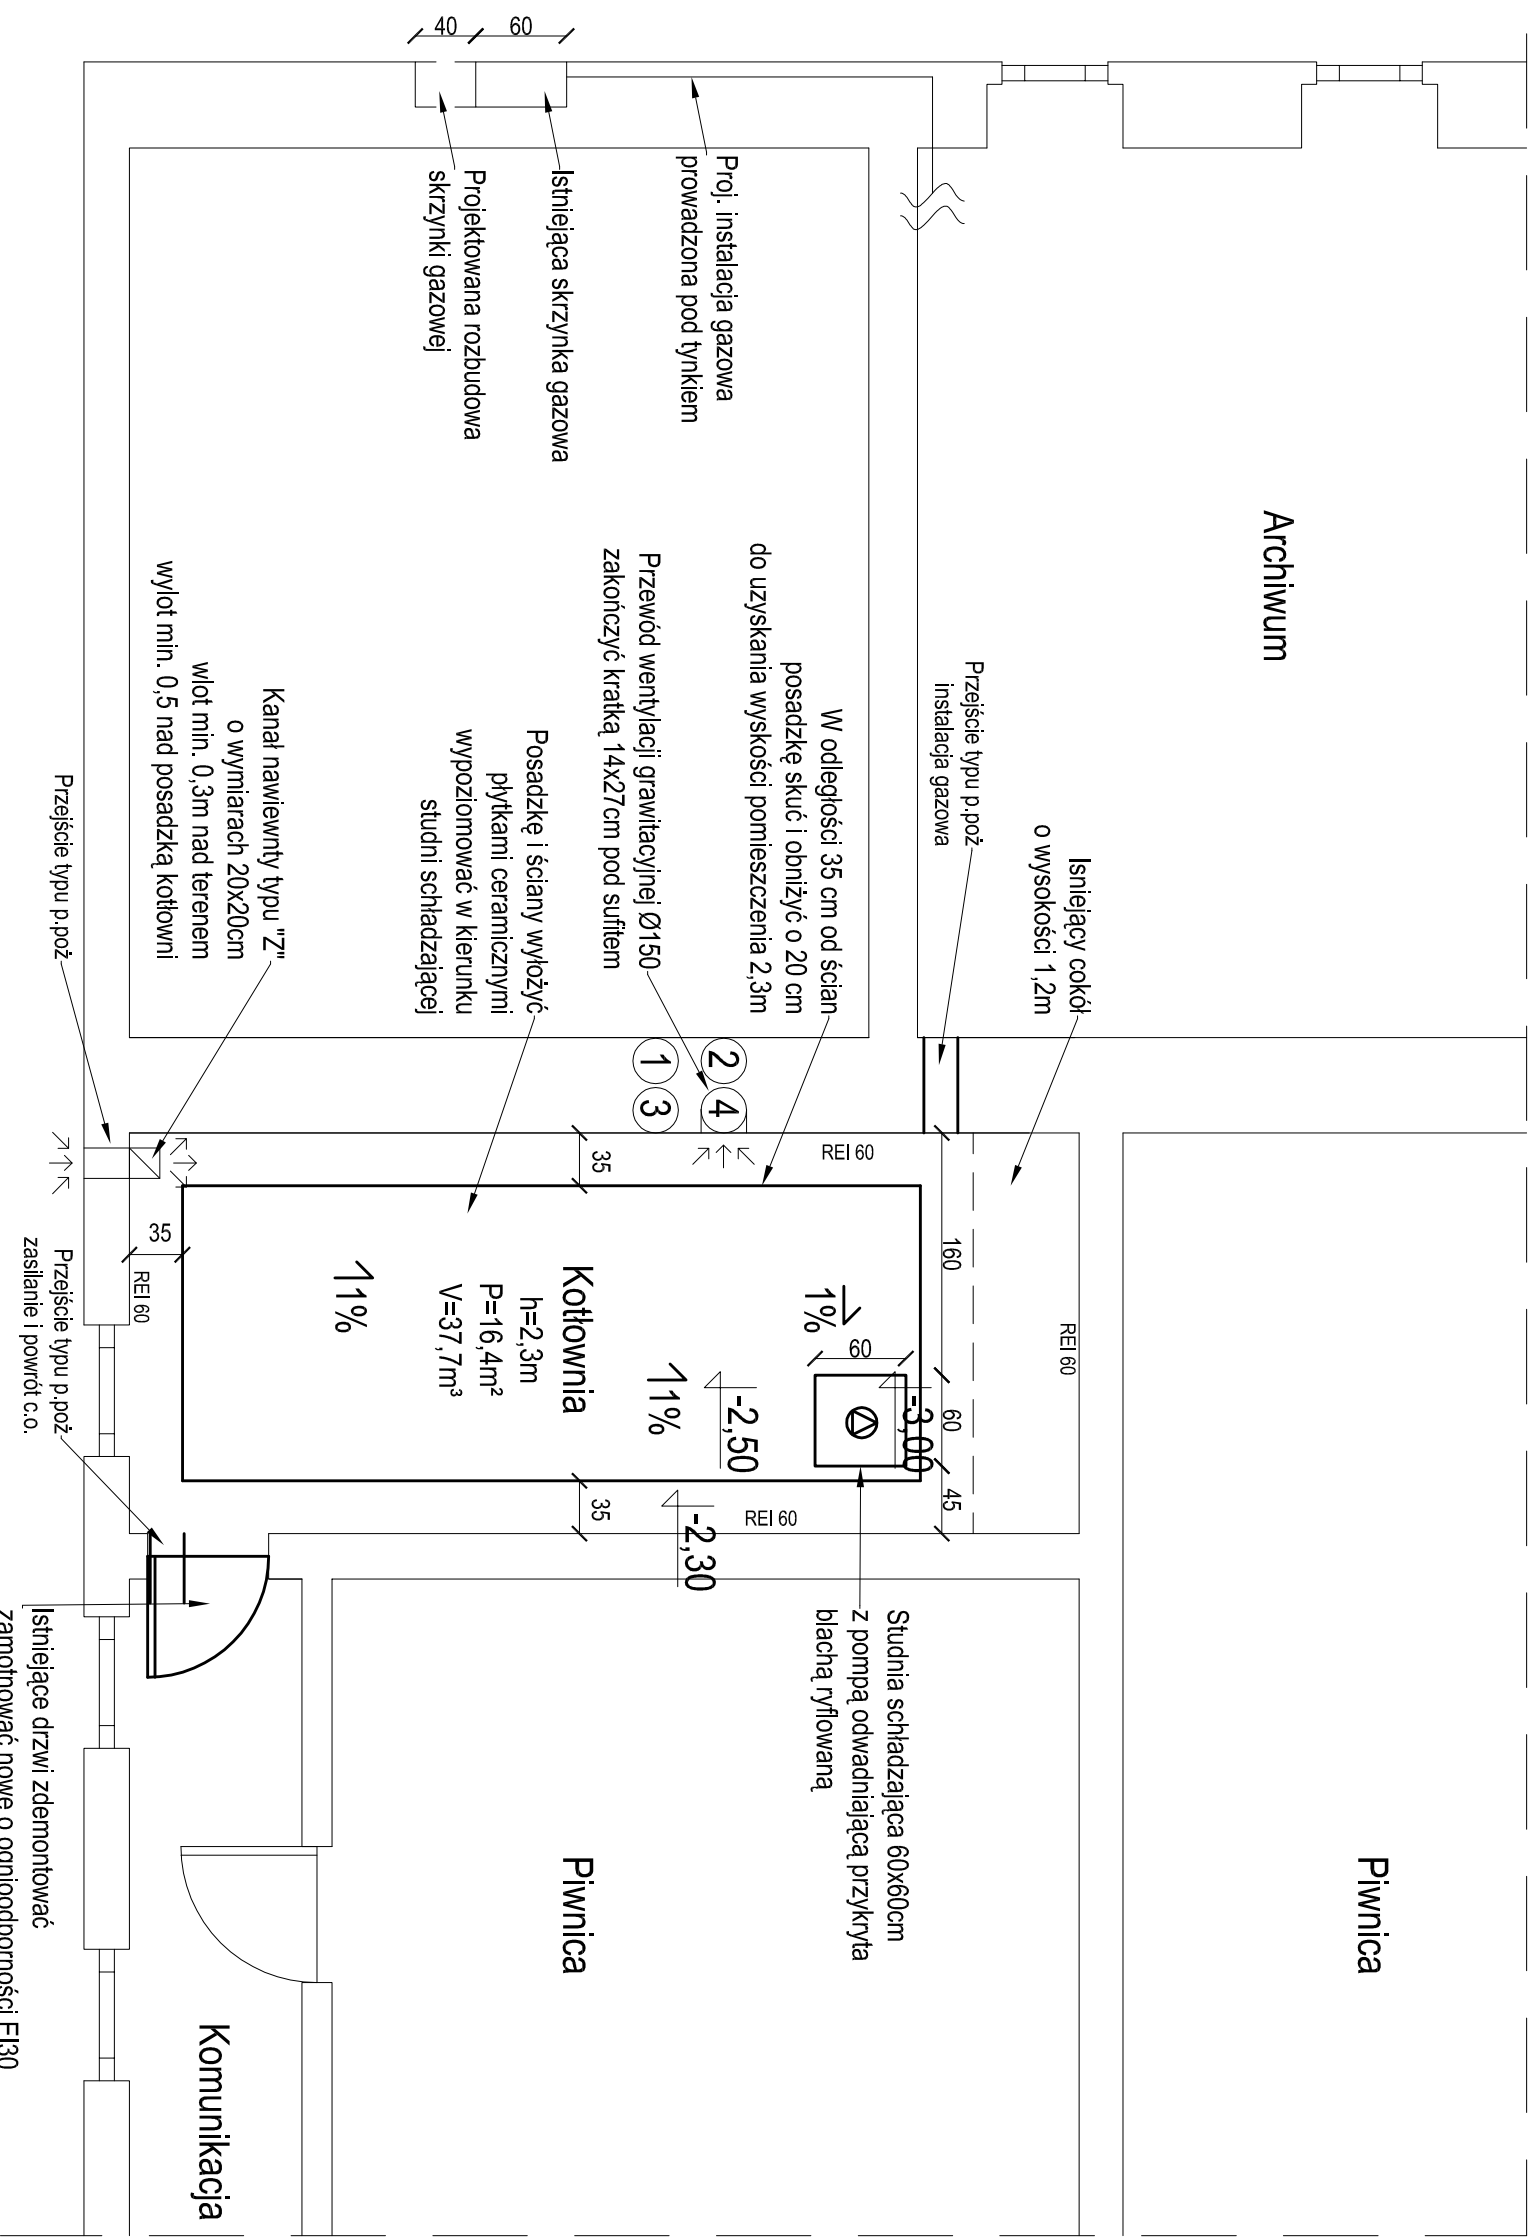 40
60
Archiwum
Piwnica
Isniejący cokół
o wysokości 1,2m
Przejście typu p.poż
instalacja gazowa
REI 60
Proj. instalacja gazowa
prowadzona pod tynkiem
Istniejąca skrzynka gazowa
Projektowana rozbudowa
skrzynki gazowej
W odległości 35 cm od ścian
posadzkę skuć i obniżyć o 20 cm
do uzyskania wyskości pomieszczenia 2,3m
Przewód wentylacji grawitacyjnej Ø150
zakończyć kratką 14x27cm pod sufitem
Posadzkę i ściany wyłożyć
płytkami ceramicznymi
wypoziomować w kierunku
studni schładzającej
Kanał nawiewnty typu "Z"
o wymiarach 20x20cm
wlot min. 0,3m nad terenem
wylot min. 0,5 nad posadzką kotłowni
Przejście typu p.poż
2
4
1
3
REI 60
160
60
45
-3,00
60
1%
-2,50
1%
35
35
Kotłownia
h=2,3m
P=16,4m²
V=37,7m³
1%
35
REI 60
REI 60
-2,30
Studnia schładzająca 60x60cm
z pompą odwadniającą przykryta
blachą ryflowaną
Piwnica
Komunikacja
Przejście typu p.poż
zasilanie i powrót c.o.
Istniejące drzwi zdemontować
zamotnować nowe o ognioodporności EI30